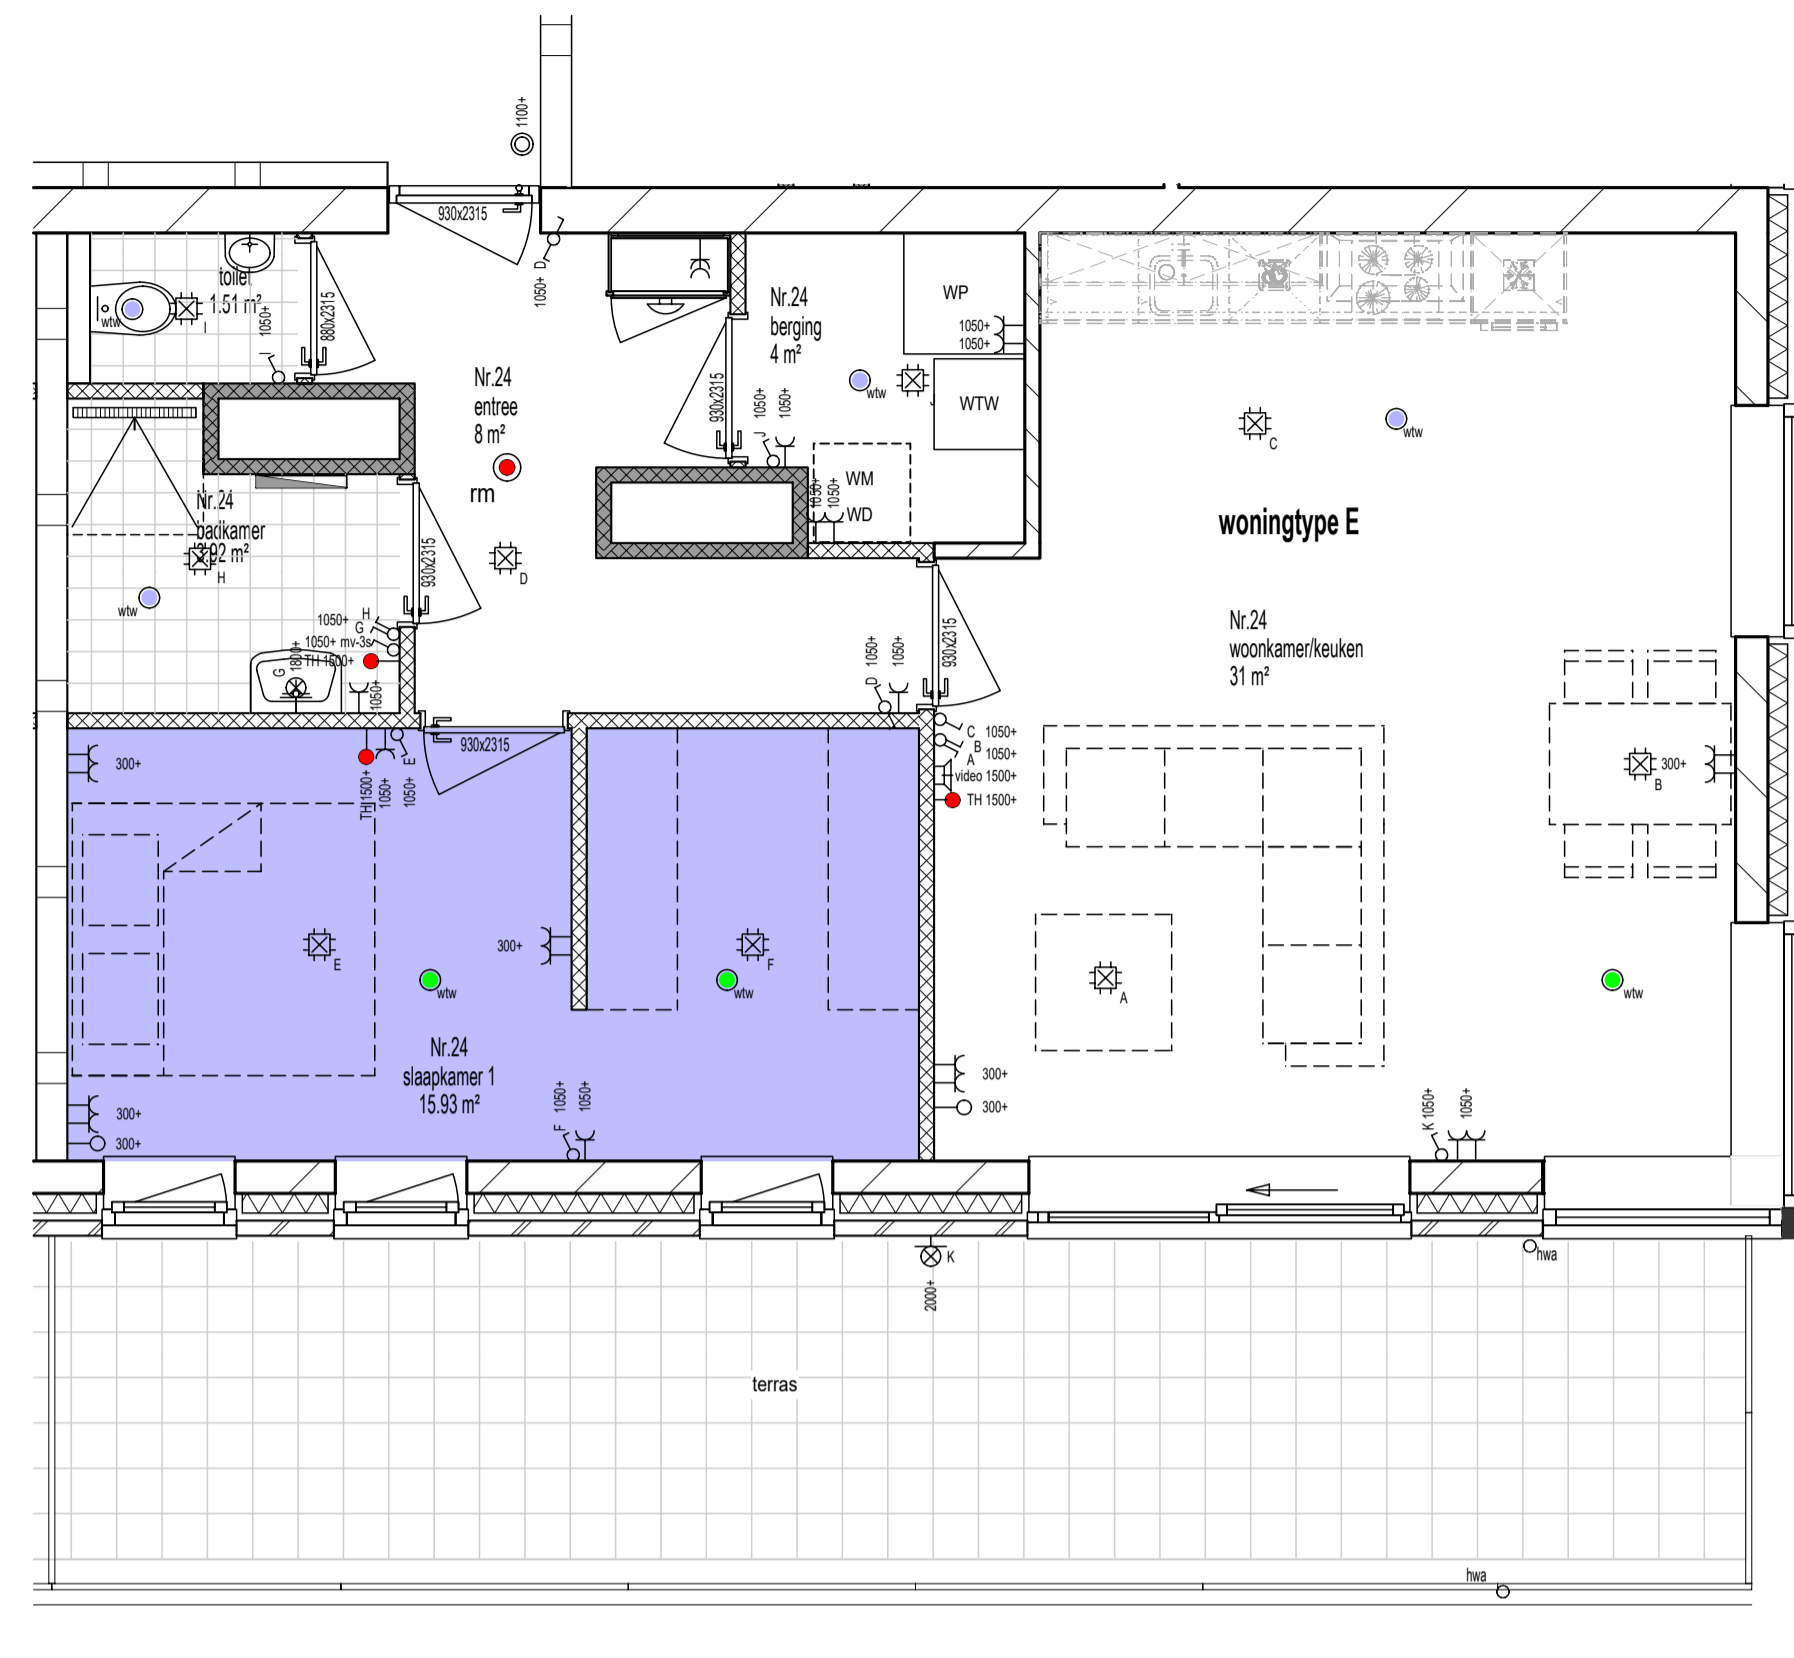 1100+
930x2315
1050+ D
toilet
1.51 m²
wtw
I
1050+
I
880x2315
Nr.24
berging
4 m²
WP
1050+
1050+
WTW
wtw
J
930x2315
1050+
J
1050+
WM
WD
1050+
1050+
Nr.24
entree
8 m²
rm
D
Nr.24
badkamer
H
wtw
930x2315
H
1050+
G
1050+ mv-3s
TH 1500+
G
1800+
1050+
C
wtw
woningtype E
Nr.24
woonkamer/keuken
31 m²
D
1050+
1050+
930x2315
C 1050+
B 1050+
A
video 1500+
TH 1500+
300+
B
930x2315
300+
TH 1500+
1050+
E
1050+
E
wtw
300+
F
wtw
A
wtw
Nr.24
slaapkamer 1
15.93 m²
300+
300+
F
1050+
1050+
300+
300+
K 1050+
1050+
K
2000+
hwa
terras
hwa